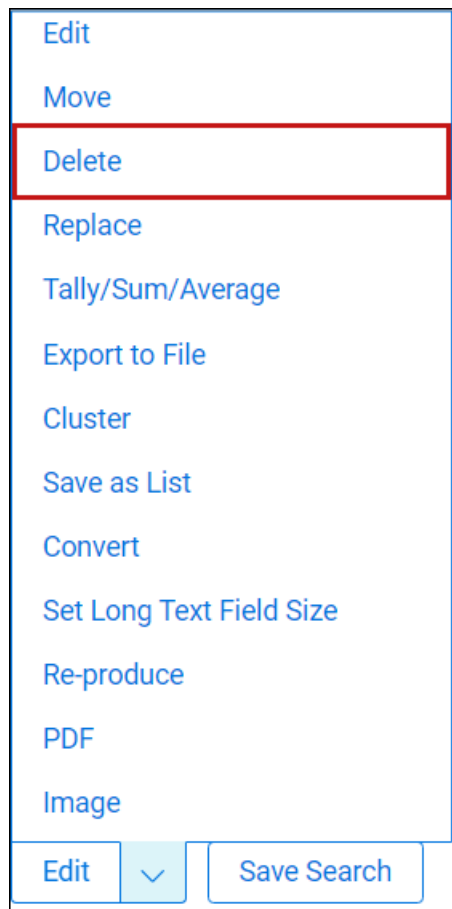 Edit
Move
Delete
Replace
Tally/Sum/Average
Export to File
Cluster
Save as List
Convert
Set Long Text Field Size
Re-produce
PDF
Image
Edit Save Search